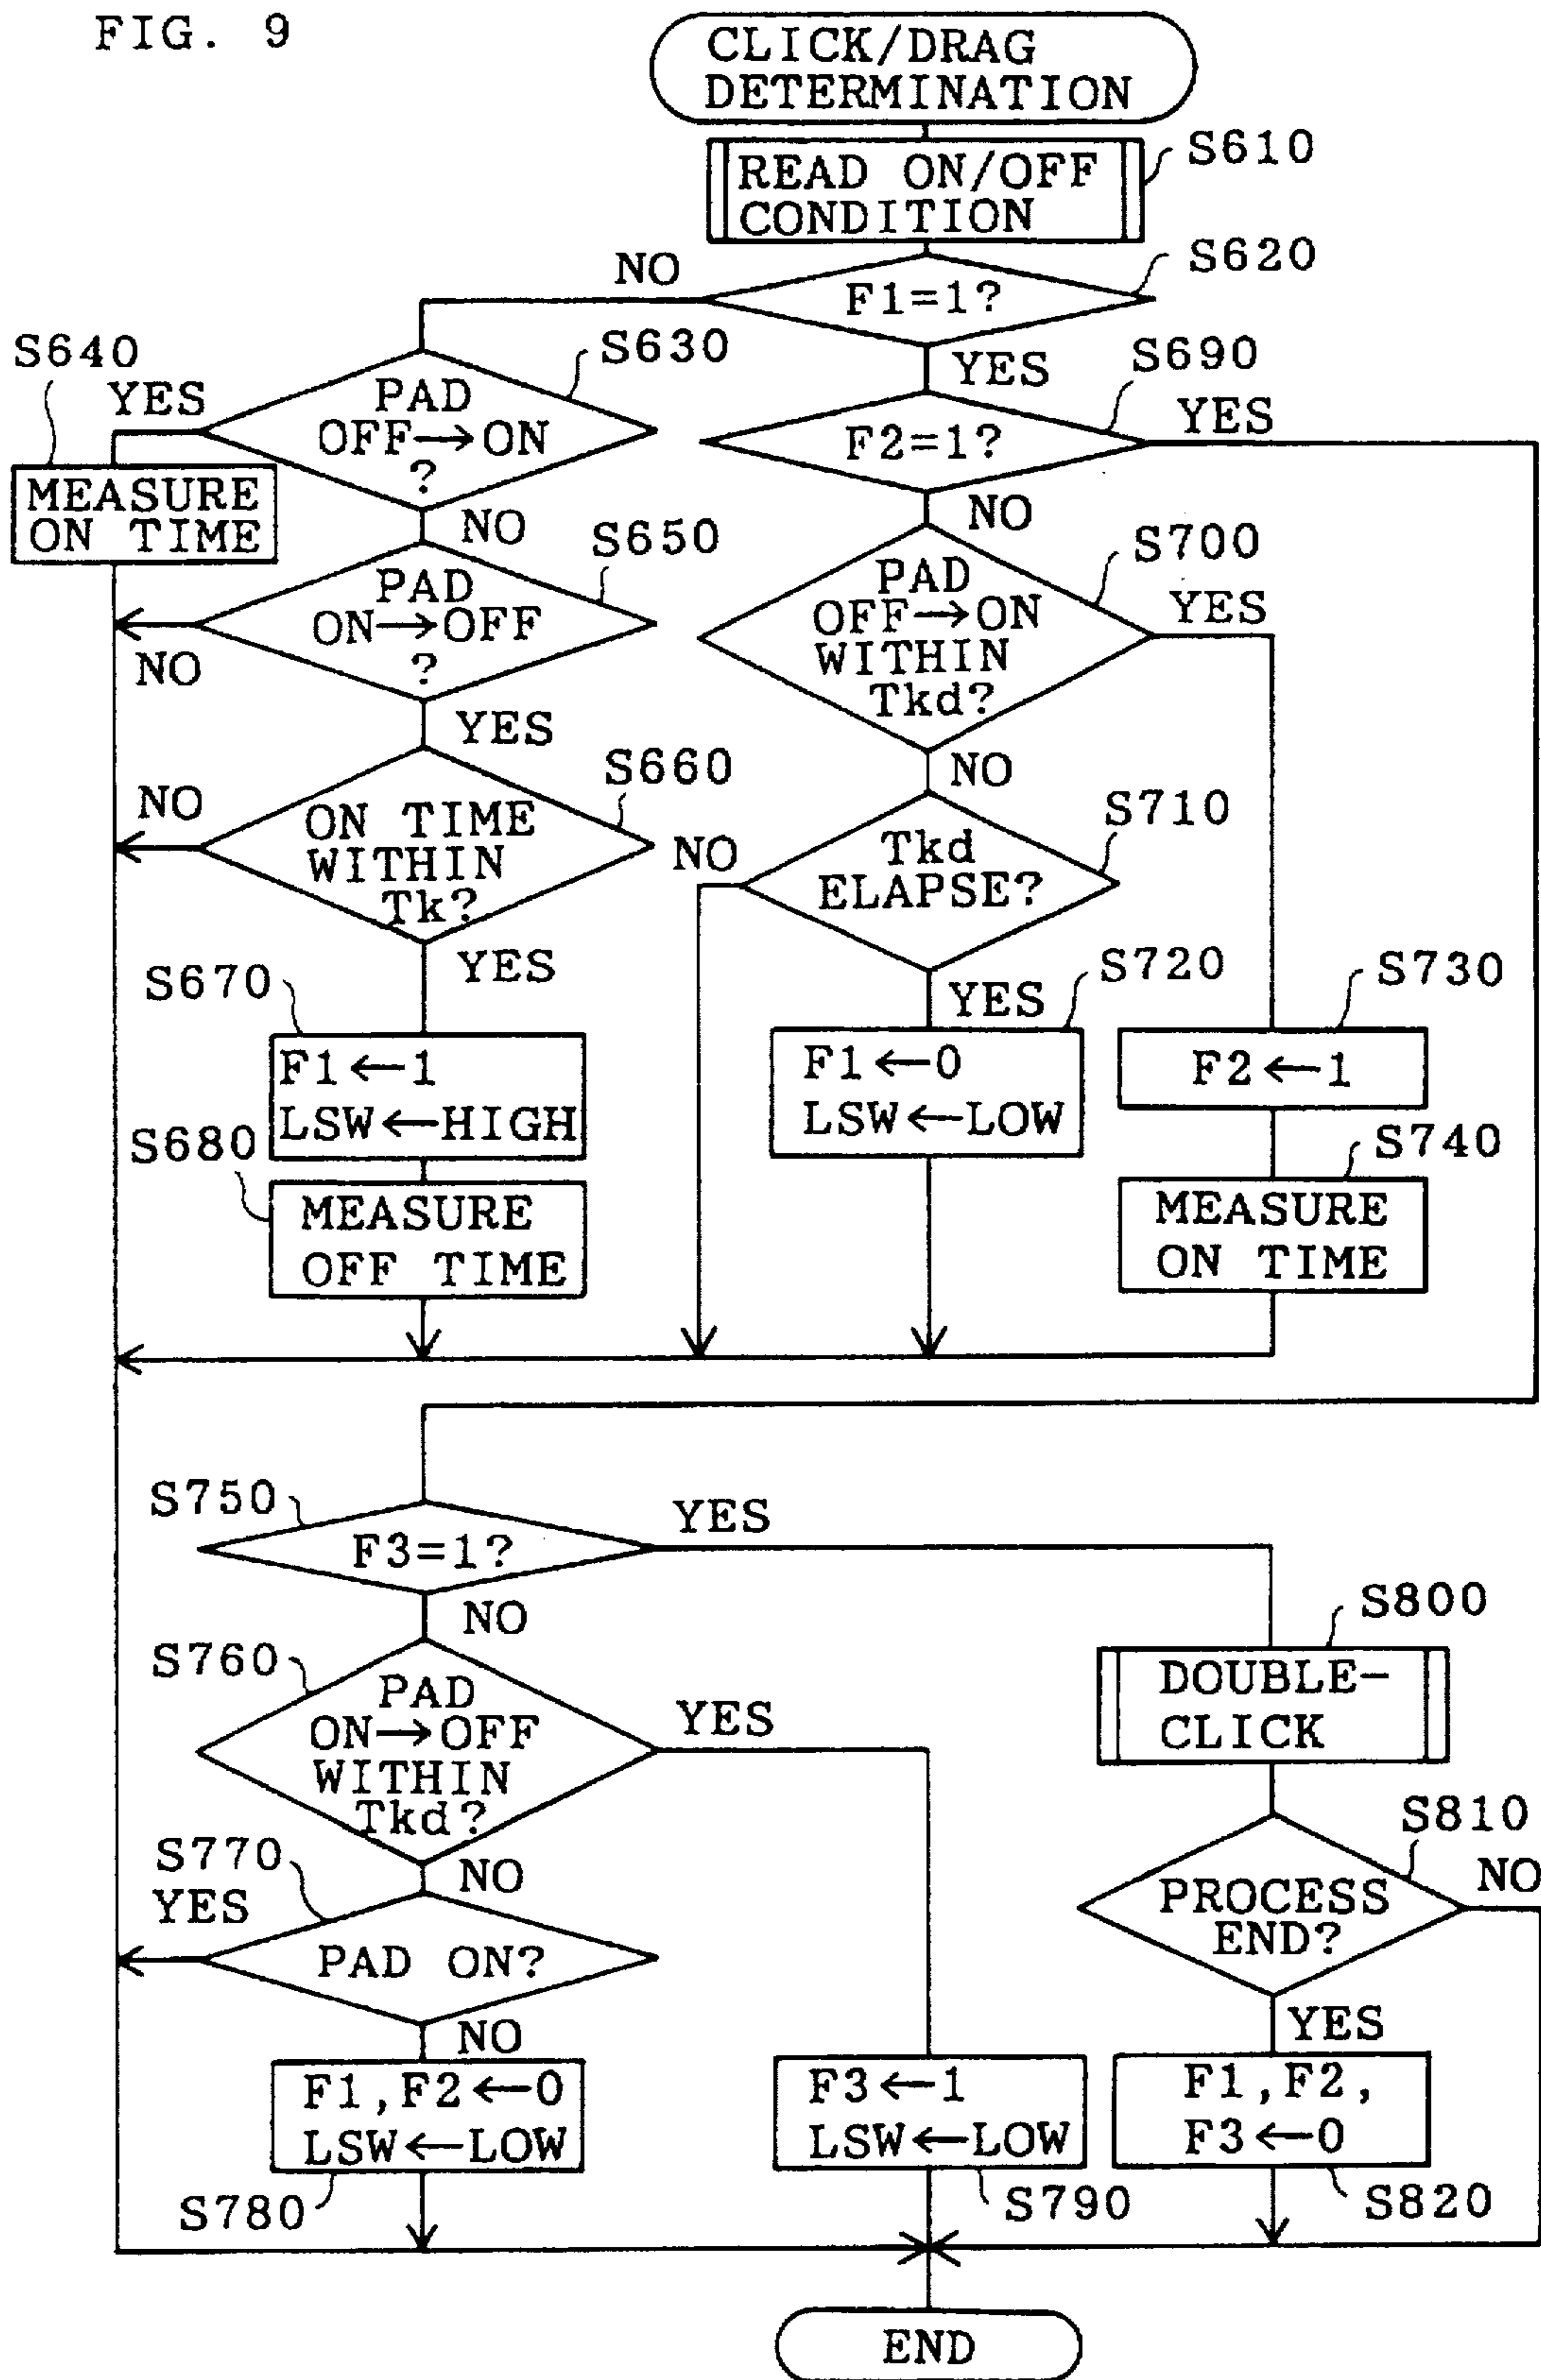 FIG. 9
CLICK/DRAG
DETERMINATION
READ ON/OFF
CONDITION
S610
F1=1?
S620
NO
YES
S630
PAD
OFF→ON
?
YES
NO
S640
MEASURE
ON TIME
S690
F2=1?
YES
NO
S650
PAD
ON→OFF
?
NO
YES
S700
PAD
OFF→ON
WITHIN
Tkd?
YES
NO
S660
ON TIME
WITHIN
Tk?
NO
YES
S710
Tkd
ELAPSE?
NO
YES
S670
F1←1
LSW←HIGH
S680
MEASURE
OFF TIME
S720
F1←0
LSW←LOW
S730
F2←1
S740
MEASURE
ON TIME
S750
F3=1?
YES
NO
S760
PAD
ON→OFF
WITHIN
Tkd?
YES
NO
S770
PAD ON?
YES
NO
F1,F2←0
LSW←LOW
S780
F3←1
LSW←LOW
S790
S800
DOUBLE-
CLICK
S810
PROCESS
END?
NO
YES
F1,F2,
F3←0
S820
END